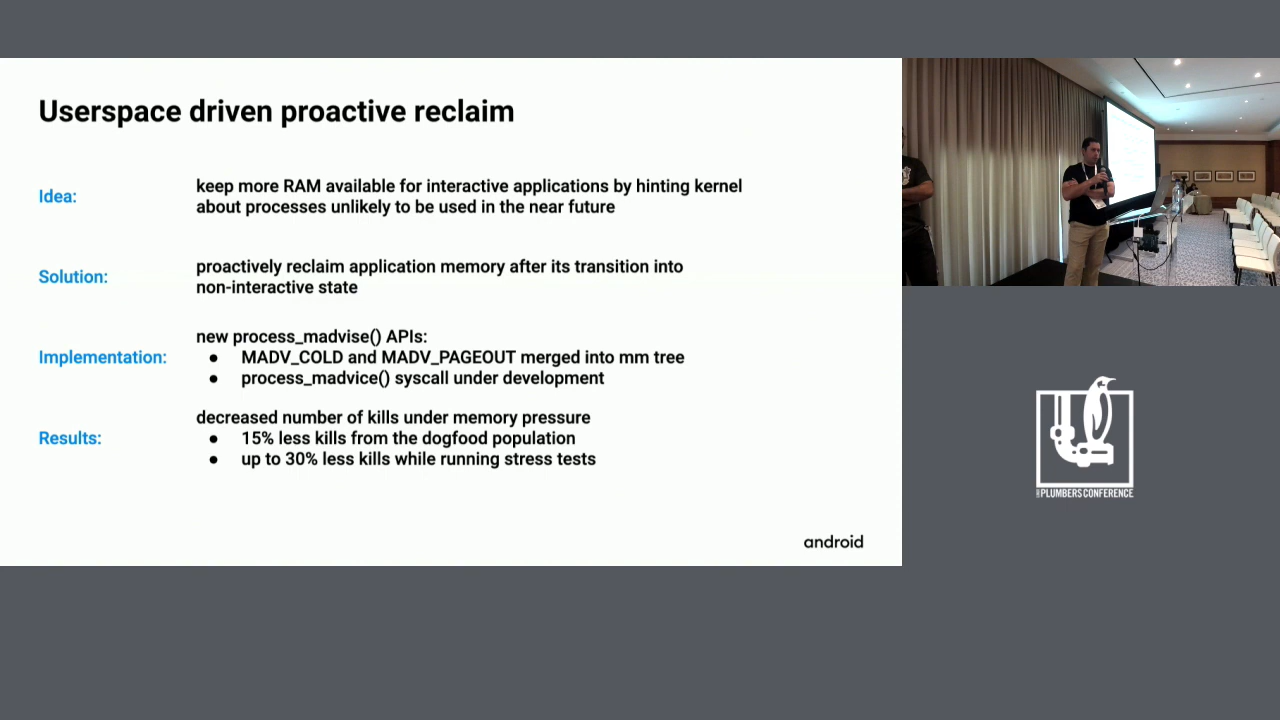 Userspace driven proactive reclaim
Idea:
keep more RAM available for interactive applications by hinting kernel
about processes unlikely to be used in the near future
Solution:
proactively reclaim application memory after its transition into
non-interactive state
Implementation:
new process_madvise() APIs:
● MADV_COLD and MADV_PAGEOUT merged into mm tree
● process_madvice() syscall under development
Results:
decreased number of kills under memory pressure
● 15% less kills from the dogfood population
● up to 30% less kills while running stress tests
android
PLUMBERS CONFERENCE